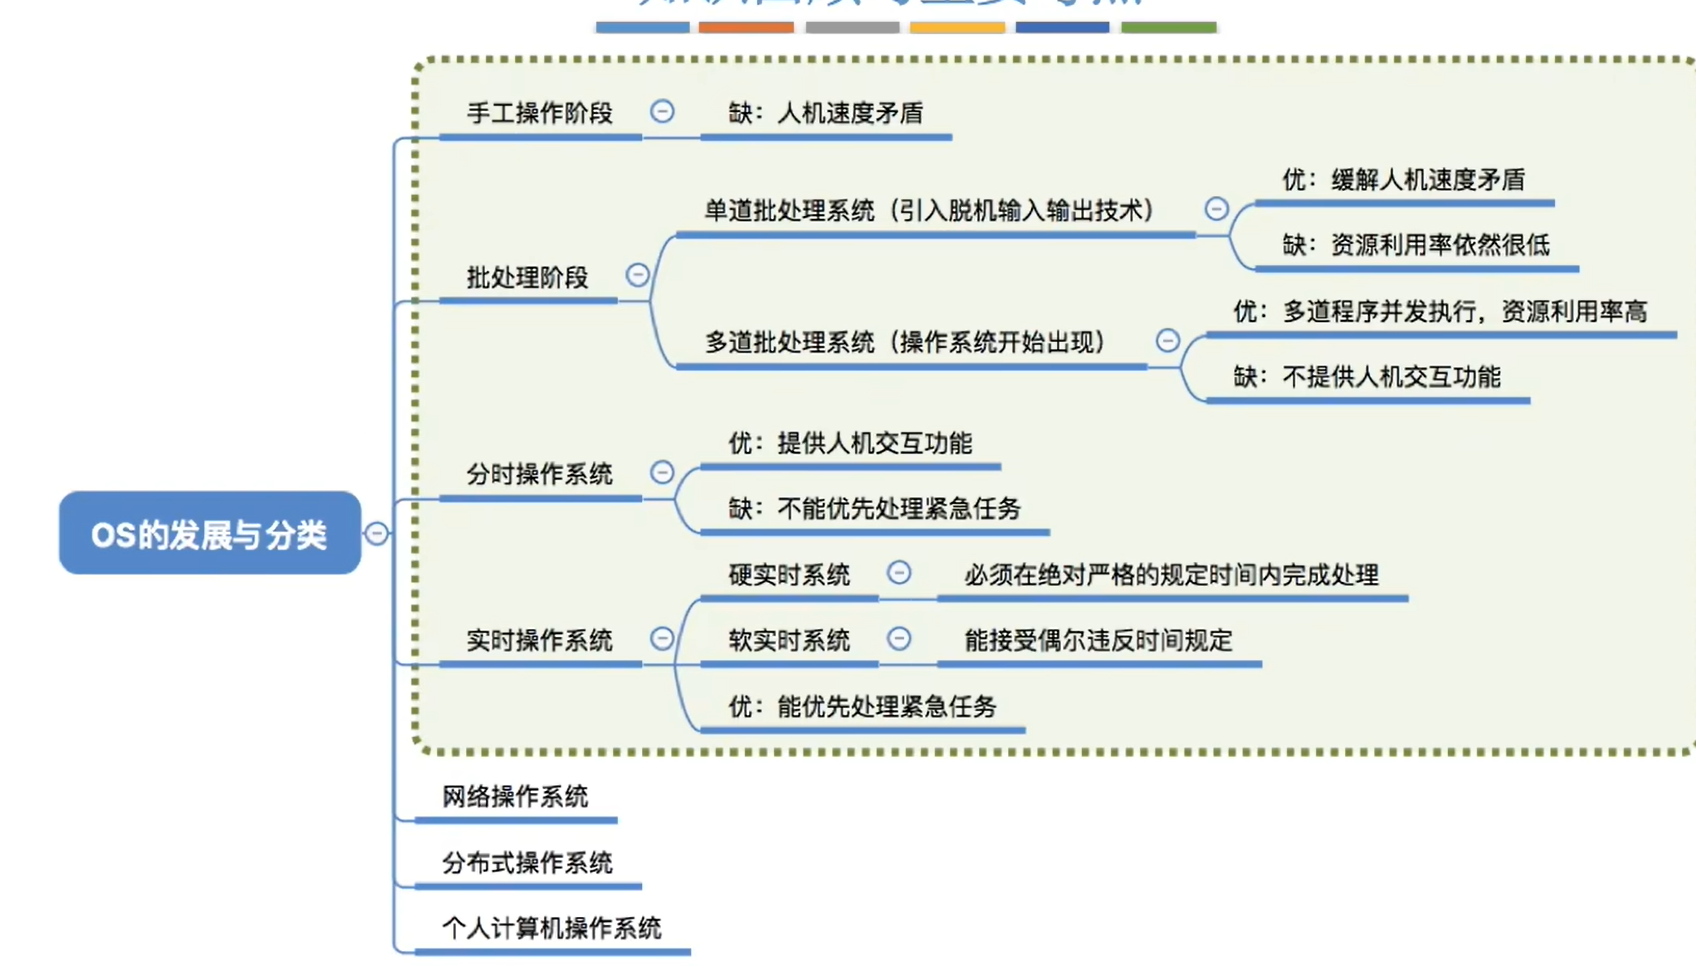 手工操作阶段
缺：人机速度矛盾
批处理阶段
单道批处理系统（引入脱机输入输出技术）
优：缓解人机速度矛盾
缺：资源利用率依然很低
多道批处理系统（操作系统开始出现）
优：多道程序并发执行，资源利用率高
缺：不提供人机交互功能
分时操作系统
优：提供人机交互功能
缺：不能优先处理紧急任务
OS的发展与分类
实时操作系统
硬实时系统
必须在绝对严格的规定时间内完成处理
软实时系统
能接受偶尔违反时间规定
优：能优先处理紧急任务
网络操作系统
分布式操作系统
个人计算机操作系统